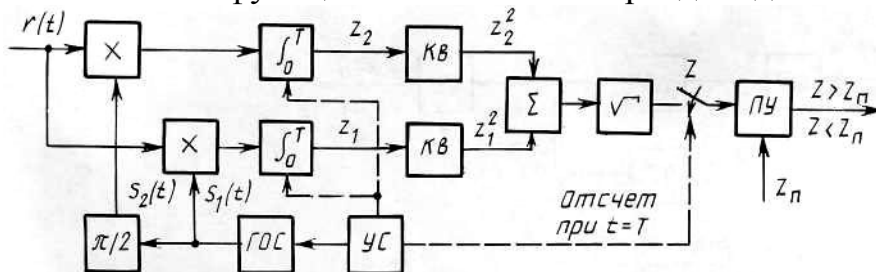 r(t)
×
∫₀ᵀ
z₂
КВ
z₂²
Σ
√
Z
ПУ
Z > Zп
Z < Zп
×
∫₀ᵀ
z₁
КВ
z₁²
S₂(t)
S₁(t)
Отсчет
при t=T
Zп
π/2
ГОС
УС